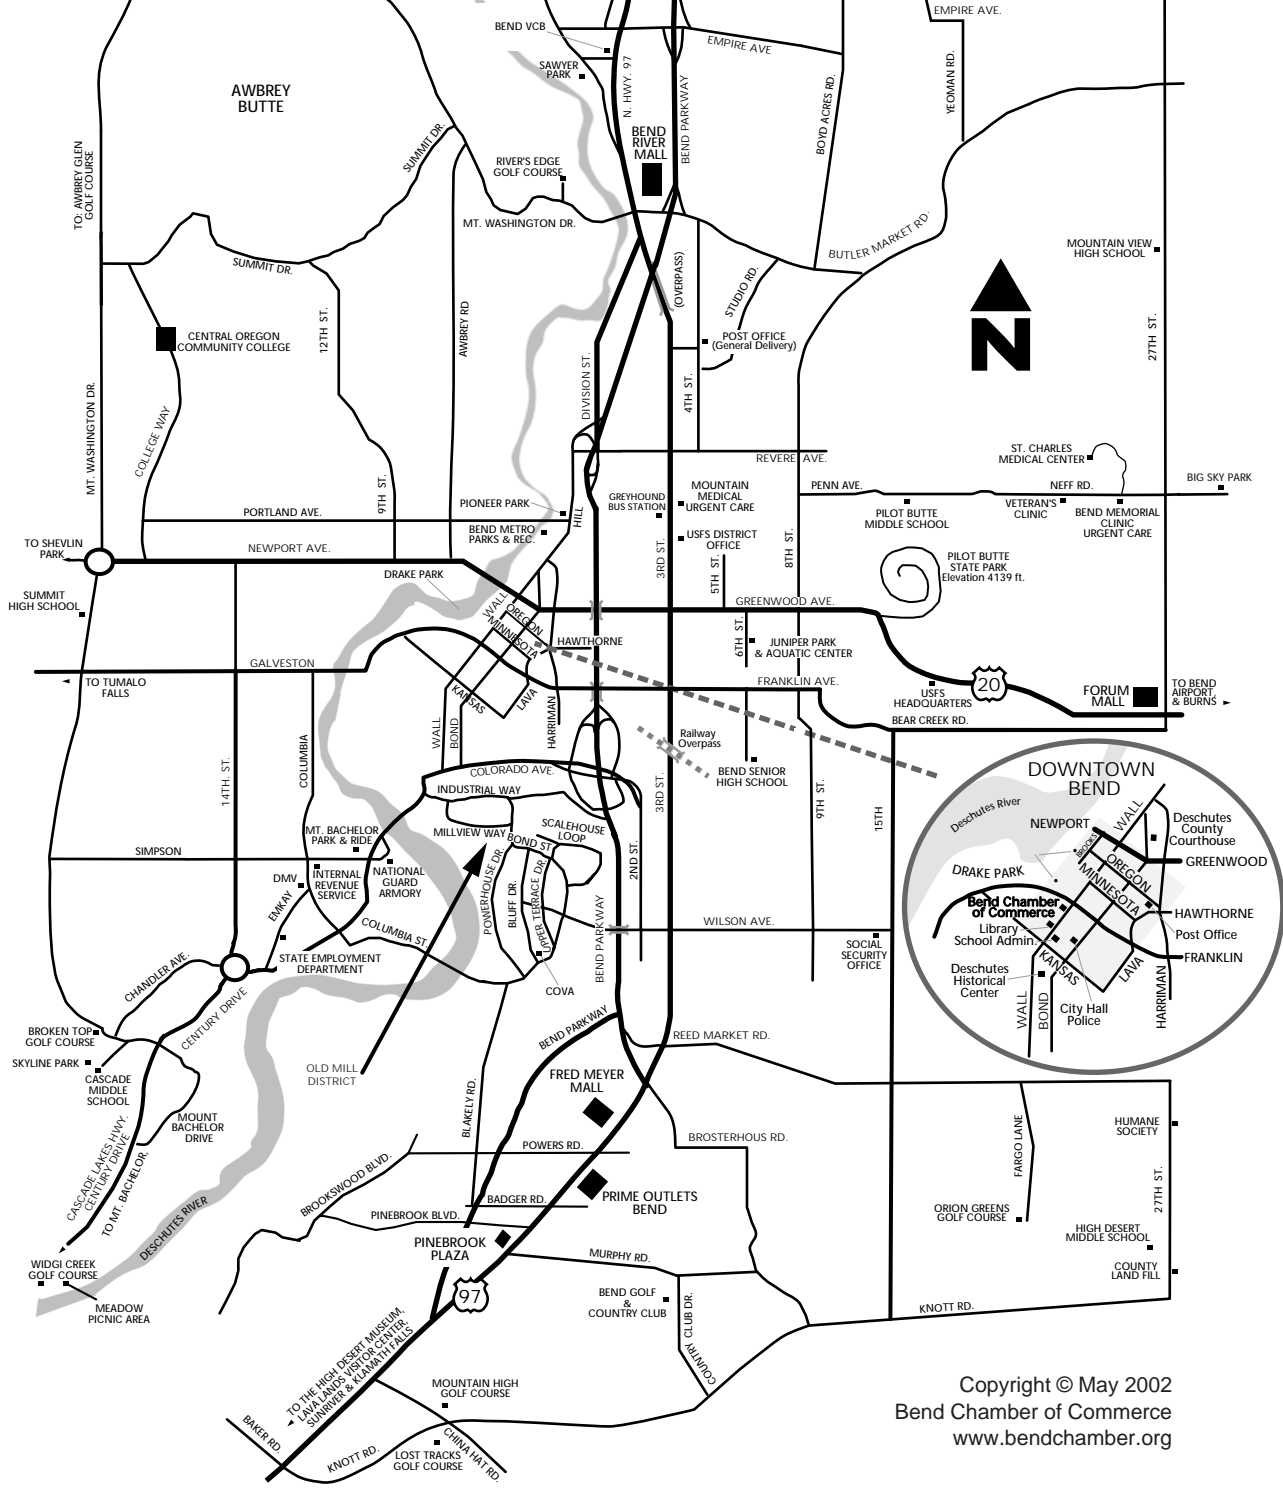 EMPIRE AVE.
BEND VCB
EMPIRE AVE
SAWYER
PARK
N. HWY. 97
BEND PARKWAY
BOYD ACRES RD.
YEOMAN RD.
AWBREY
BUTTE
BEND
RIVER
MALL
SUMMIT DR.
TO: AWBREY GLEN
GOLF COURSE
RIVER'S EDGE
GOLF COURSE
MT. WASHINGTON DR.
BUTLER MARKET RD.
MOUNTAIN VIEW
HIGH SCHOOL
SUMMIT DR.
(OVERPASS)
STUDIO RD.
N
CENTRAL OREGON
COMMUNITY COLLEGE
12TH ST.
AWBREY RD
POST OFFICE
(General Delivery)
27TH ST.
DIVISION ST.
4TH ST.
MT. WASHINGTON DR.
COLLEGE WAY
REVERE AVE.
ST. CHARLES
MEDICAL CENTER
BIG SKY PARK
9TH ST.
PENN AVE.
NEFF RD.
PIONEER PARK
GREYHOUND
BUS STATION
MOUNTAIN
MEDICAL
URGENT CARE
PILOT BUTTE
MIDDLE SCHOOL
VETERAN'S
CLINIC
BEND MEMORIAL
CLINIC
URGENT CARE
PORTLAND AVE.
HILL
BEND METRO
PARKS & REC.
USFS DISTRICT
OFFICE
TO SHEVLIN
PARK
NEWPORT AVE.
3RD ST.
5TH ST.
8TH ST.
PILOT BUTTE
STATE PARK
Elevation 4139 ft.
DRAKE PARK
SUMMIT
HIGH SCHOOL
WALL
OREGON
MINNESOTA
GREENWOOD AVE.
HAWTHORNE
6TH ST.
JUNIPER PARK
& AQUATIC CENTER
GALVESTON
TO TUMALO
FALLS
KANSAS
LAVA
FRANKLIN AVE.
USFS
HEADQUARTERS
20
FORUM
MALL
TO BEND
AIRPORT,
& BURNS
BEAR CREEK RD.
WALL
BOND
HARRIMAN
COLUMBIA
Railway
Overpass
14TH. ST.
COLORADO AVE.
BEND SENIOR
HIGH SCHOOL
INDUSTRIAL WAY
3RD ST.
9TH ST.
15TH
DOWNTOWN
BEND
Deschutes River
NEWPORT
WALL
Deschutes
County
Courthouse
BROOKS
GREENWOOD
OREGON
MINNESOTA
DRAKE PARK
Bend Chamber
of Commerce
HAWTHORNE
Library
School Admin.
Post Office
KANSAS
FRANKLIN
LAVA
Deschutes
Historical
Center
HARRIMAN
WALL
BOND
City Hall
Police
MT. BACHELOR
PARK & RIDE
MILLVIEW WAY
BOND ST
SCALEHOUSE
LOOP
SIMPSON
2ND ST.
DMV
INTERNAL
REVENUE
SERVICE
NATIONAL
GUARD
ARMORY
POWERHOUSE DR.
BLUFF DR.
UPPER TERRACE DR.
EMKAY
COLUMBIA ST.
BEND PARKWAY
WILSON AVE.
SOCIAL
SECURITY
OFFICE
STATE EMPLOYMENT
DEPARTMENT
CHANDLER AVE.
COVA
CENTURY DRIVE
BROKEN TOP
GOLF COURSE
BEND PARKWAY
REED MARKET RD.
SKYLINE PARK
CASCADE
MIDDLE
SCHOOL
OLD MILL
DISTRICT
FRED MEYER
MALL
MOUNT
BACHELOR
DRIVE
BLAKELY RD.
FARGO LANE
HUMANE
SOCIETY
CASCADE LAKES HWY.
CENTURY DRIVE
TO MT. BACHELOR,
POWERS RD.
BROSTERHOUS RD.
BROOKSWOOD BLVD.
27TH ST.
PRIME OUTLETS
BEND
BADGER RD.
PINEBROOK BLVD.
DESCHUTES RIVER
ORION GREENS
GOLF COURSE
HIGH DESERT
MIDDLE SCHOOL
PINEBROOK
PLAZA
MURPHY RD.
WIDGI CREEK
GOLF COURSE
COUNTY
LAND FILL
97
BEND GOLF
&
COUNTRY CLUB
COUNTRY CLUB DR.
MEADOW
PICNIC AREA
KNOTT RD.
TO THE HIGH DESERT MUSEUM,
LAVA LANDS VISITOR CENTER,
SUNRIVER & KLAMATH FALLS
MOUNTAIN HIGH
GOLF COURSE
BAKER RD.
KNOTT RD.
LOST TRACKS
GOLF COURSE
CHINA HAT RD.
Copyright © May 2002
Bend Chamber of Commerce
www.bendchamber.org